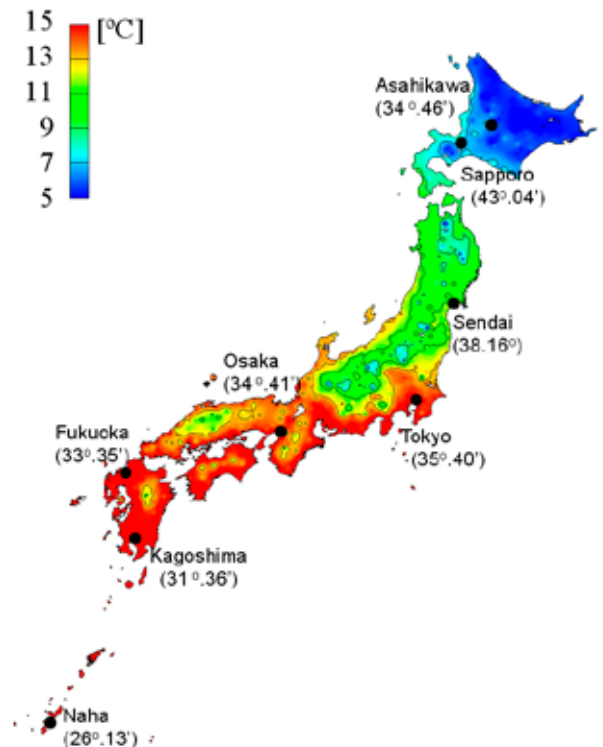 15 [ºC]
13
11
9
7
5
Asahikawa
(34º.46')
Sapporo
(43º.04')
Sendai
(38.16º)
Osaka
(34º.41')
Fukuoka
(33º.35')
Tokyo
(35º.40')
Kagoshima
(31º.36')
Naha
(26º.13')